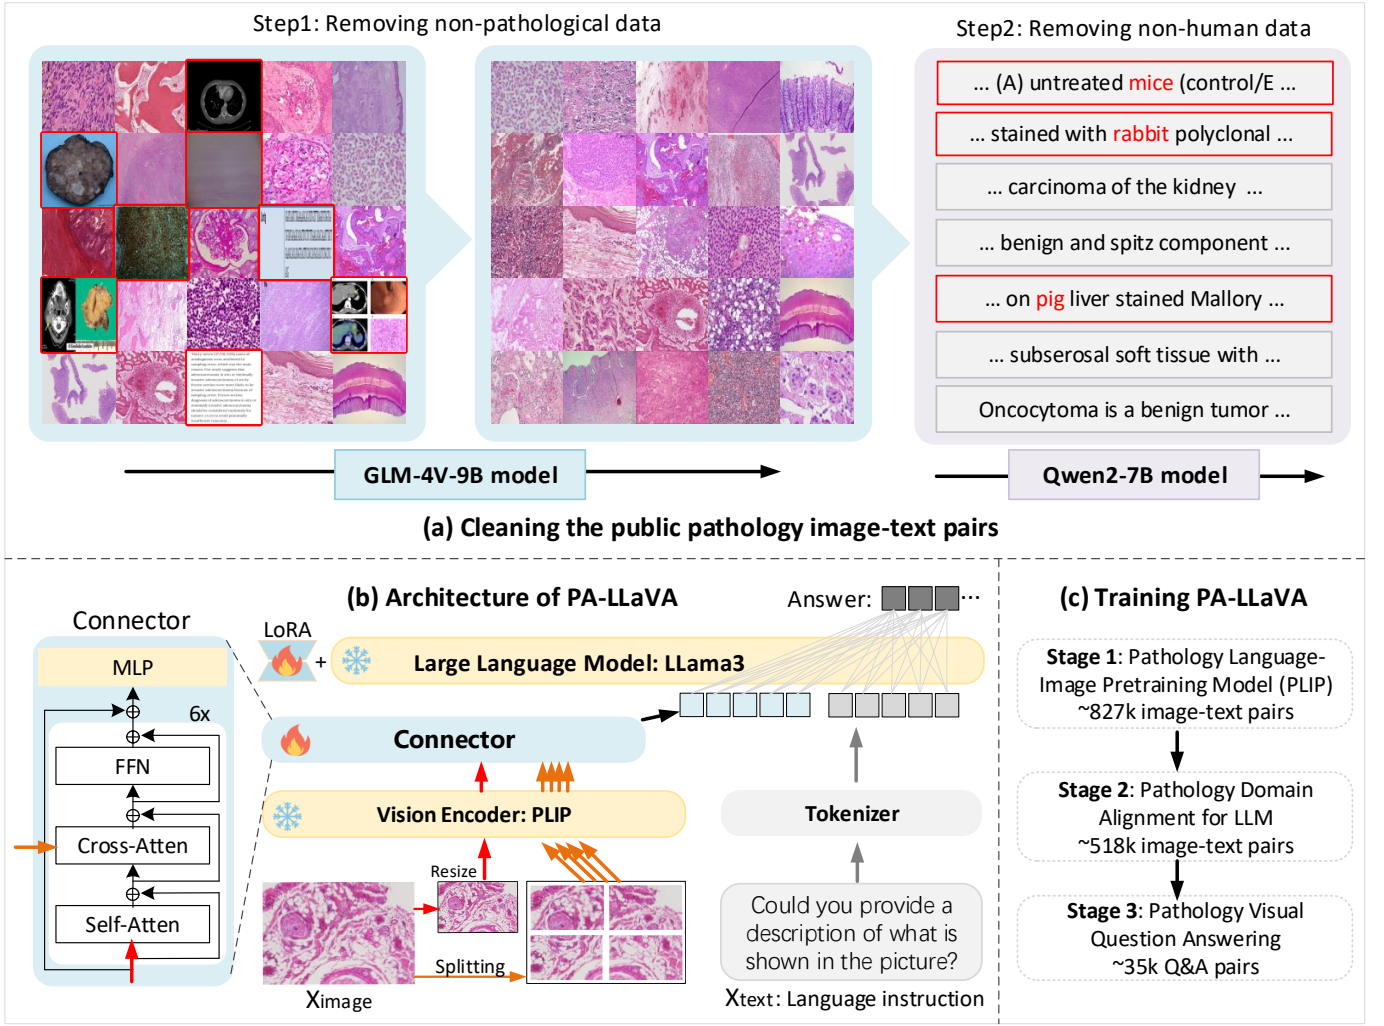 Step1: Removing non-pathological data
Step2: Removing non-human data
... (A) untreated mice (control/E ...
... stained with rabbit polyclonal ...
... carcinoma of the kidney ...
... benign and spitz component ...
... on pig liver stained Mallory ...
... subserosal soft tissue with ...
Oncocytoma is a benign tumor ...
GLM-4V-9B model
Qwen2-7B model
(a) Cleaning the public pathology image-text pairs
(b) Architecture of PA-LLaVA
Connector
MLP
6x
FFN
Cross-Atten
Self-Atten
LoRA
+
Large Language Model: LLama3
Answer:
...
Connector
Vision Encoder: PLIP
Tokenizer
Resize
Splitting
Ximage
Could you provide a
description of what is
shown in the picture?
Xtext: Language instruction
(c) Training PA-LLaVA
Stage 1: Pathology Language-
Image Pretraining Model (PLIP)
~827k image-text pairs
Stage 2: Pathology Domain
Alignment for LLM
~518k image-text pairs
Stage 3: Pathology Visual
Question Answering
~35k Q&A pairs